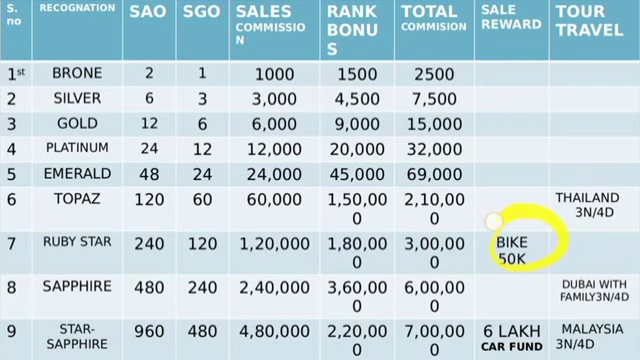 S. no RECOGNATION SAO SGO SALES COMMISSION RANK BONUS TOTAL COMMISION SALE REWARD TOUR TRAVEL
1st BRONE 2 1 1000 1500 2500
2 SILVER 6 3 3,000 4,500 7,500
3 GOLD 12 6 6,000 9,000 15,000
4 PLATINUM 24 12 12,000 20,000 32,000
5 EMERALD 48 24 24,000 45,000 69,000
6 TOPAZ 120 60 60,000 1,50,000 2,10,000 THAILAND 3N/4D
7 RUBY STAR 240 120 1,20,000 1,80,000 3,00,000 BIKE 50K
8 SAPPHIRE 480 240 2,40,000 3,60,000 6,00,000 DUBAI WITH FAMILY3N/4D
9 STAR-SAPPHIRE 960 480 4,80,000 2,20,000 7,00,000 6 LAKH CAR FUND MALAYSIA 3N/4D